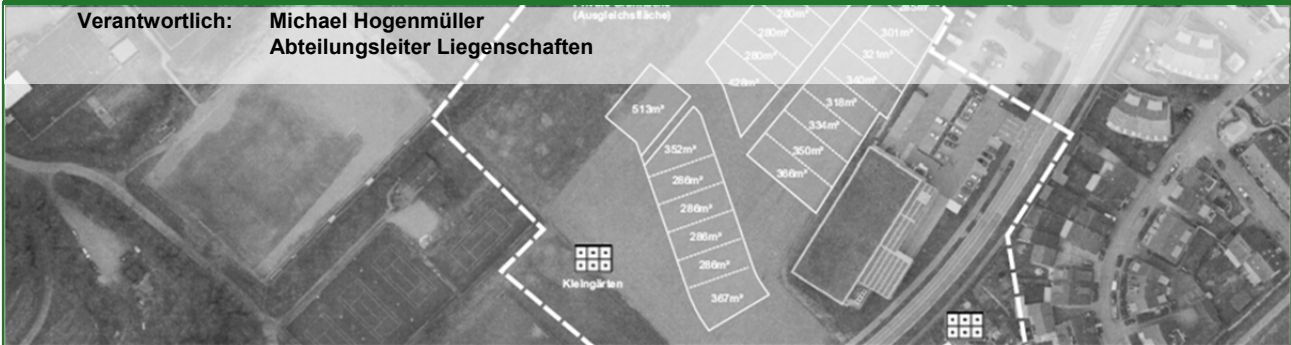 Verantwortlich: Michael Hogenmüller
Abteilungsleiter Liegenschaften
(Ausgleichsfläche)
280m²
280m²
280m²
428m²
301m²
321m²
340m²
318m²
334m²
350m²
366m²
513m²
352m²
286m²
286m²
286m²
286m²
367m²
Kleingärten